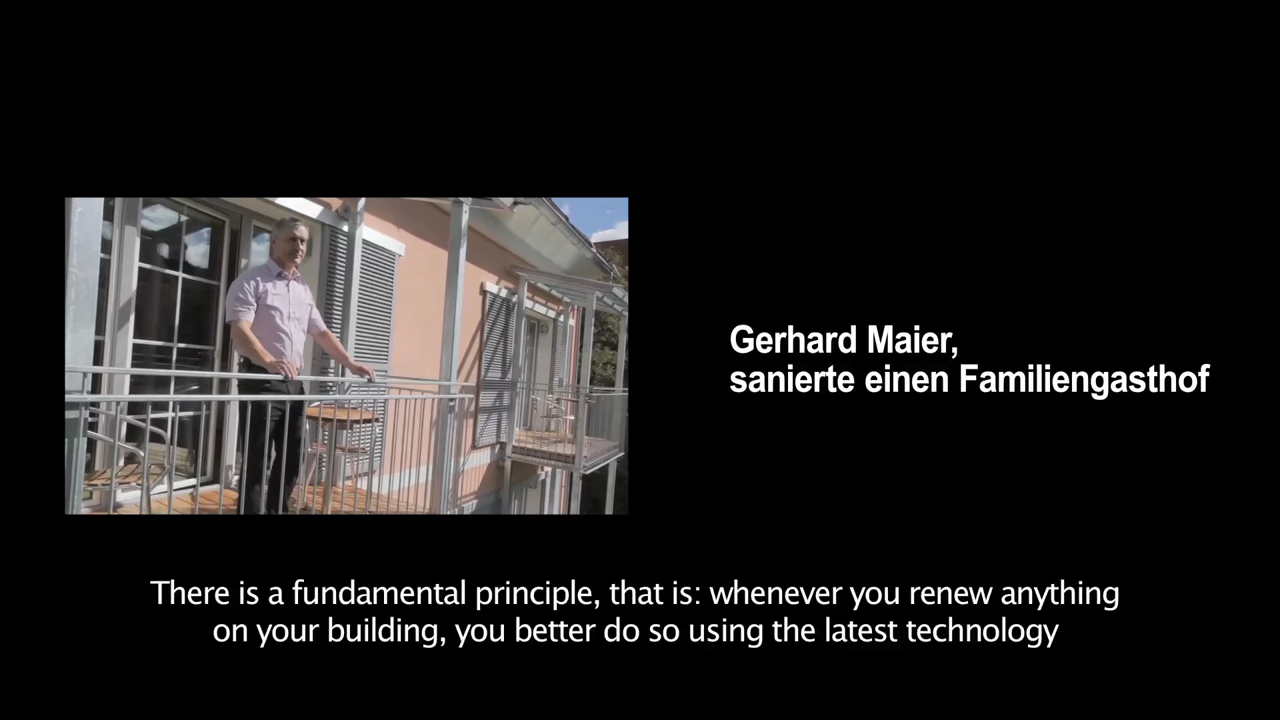 Gerhard Maier,
sanierte einen Familiengasthof
There is a fundamental principle, that is: whenever you renew anything
on your building, you better do so using the latest technology